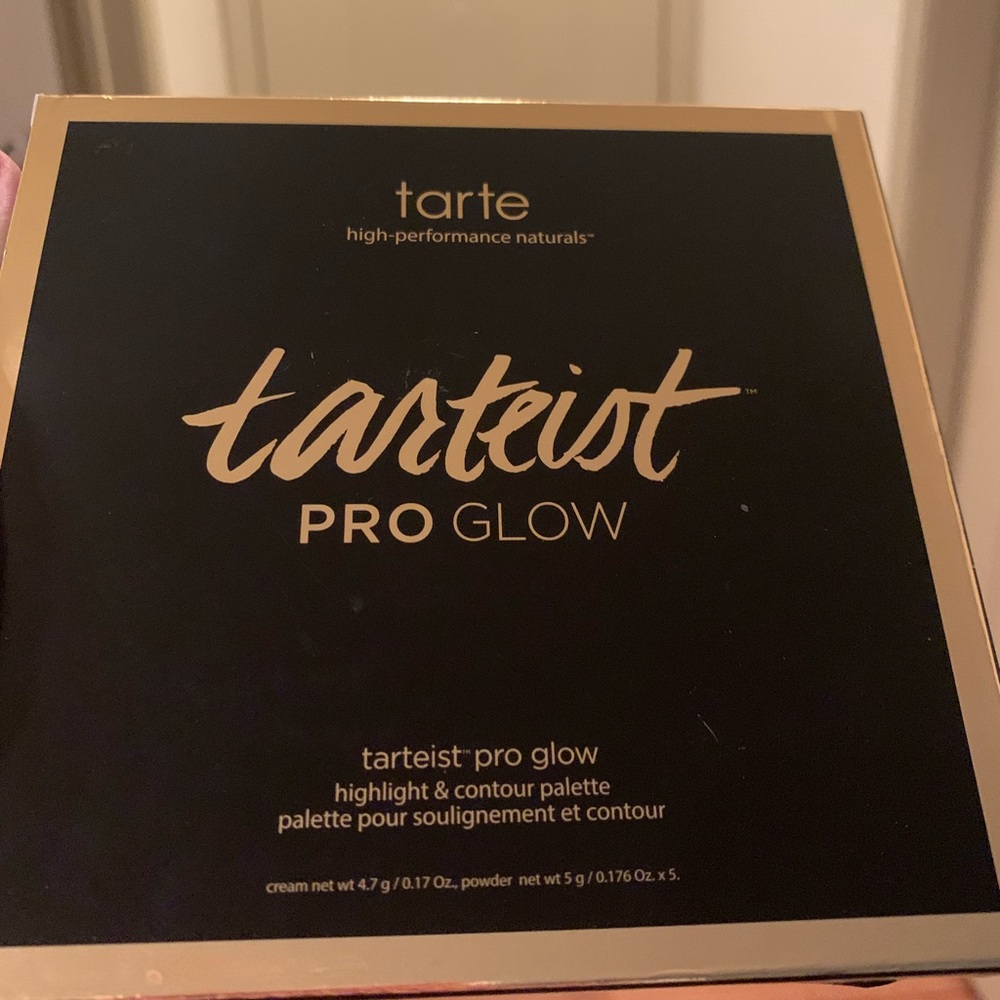 tarte
high-performance naturals™
tarteist™
PRO GLOW
tarteist™ pro glow
highlight & contour palette
palette pour soulignement et contour
cream net wt 4.7 g / 0.17 Oz., powder net wt 5 g / 0.176 Oz. x 5.